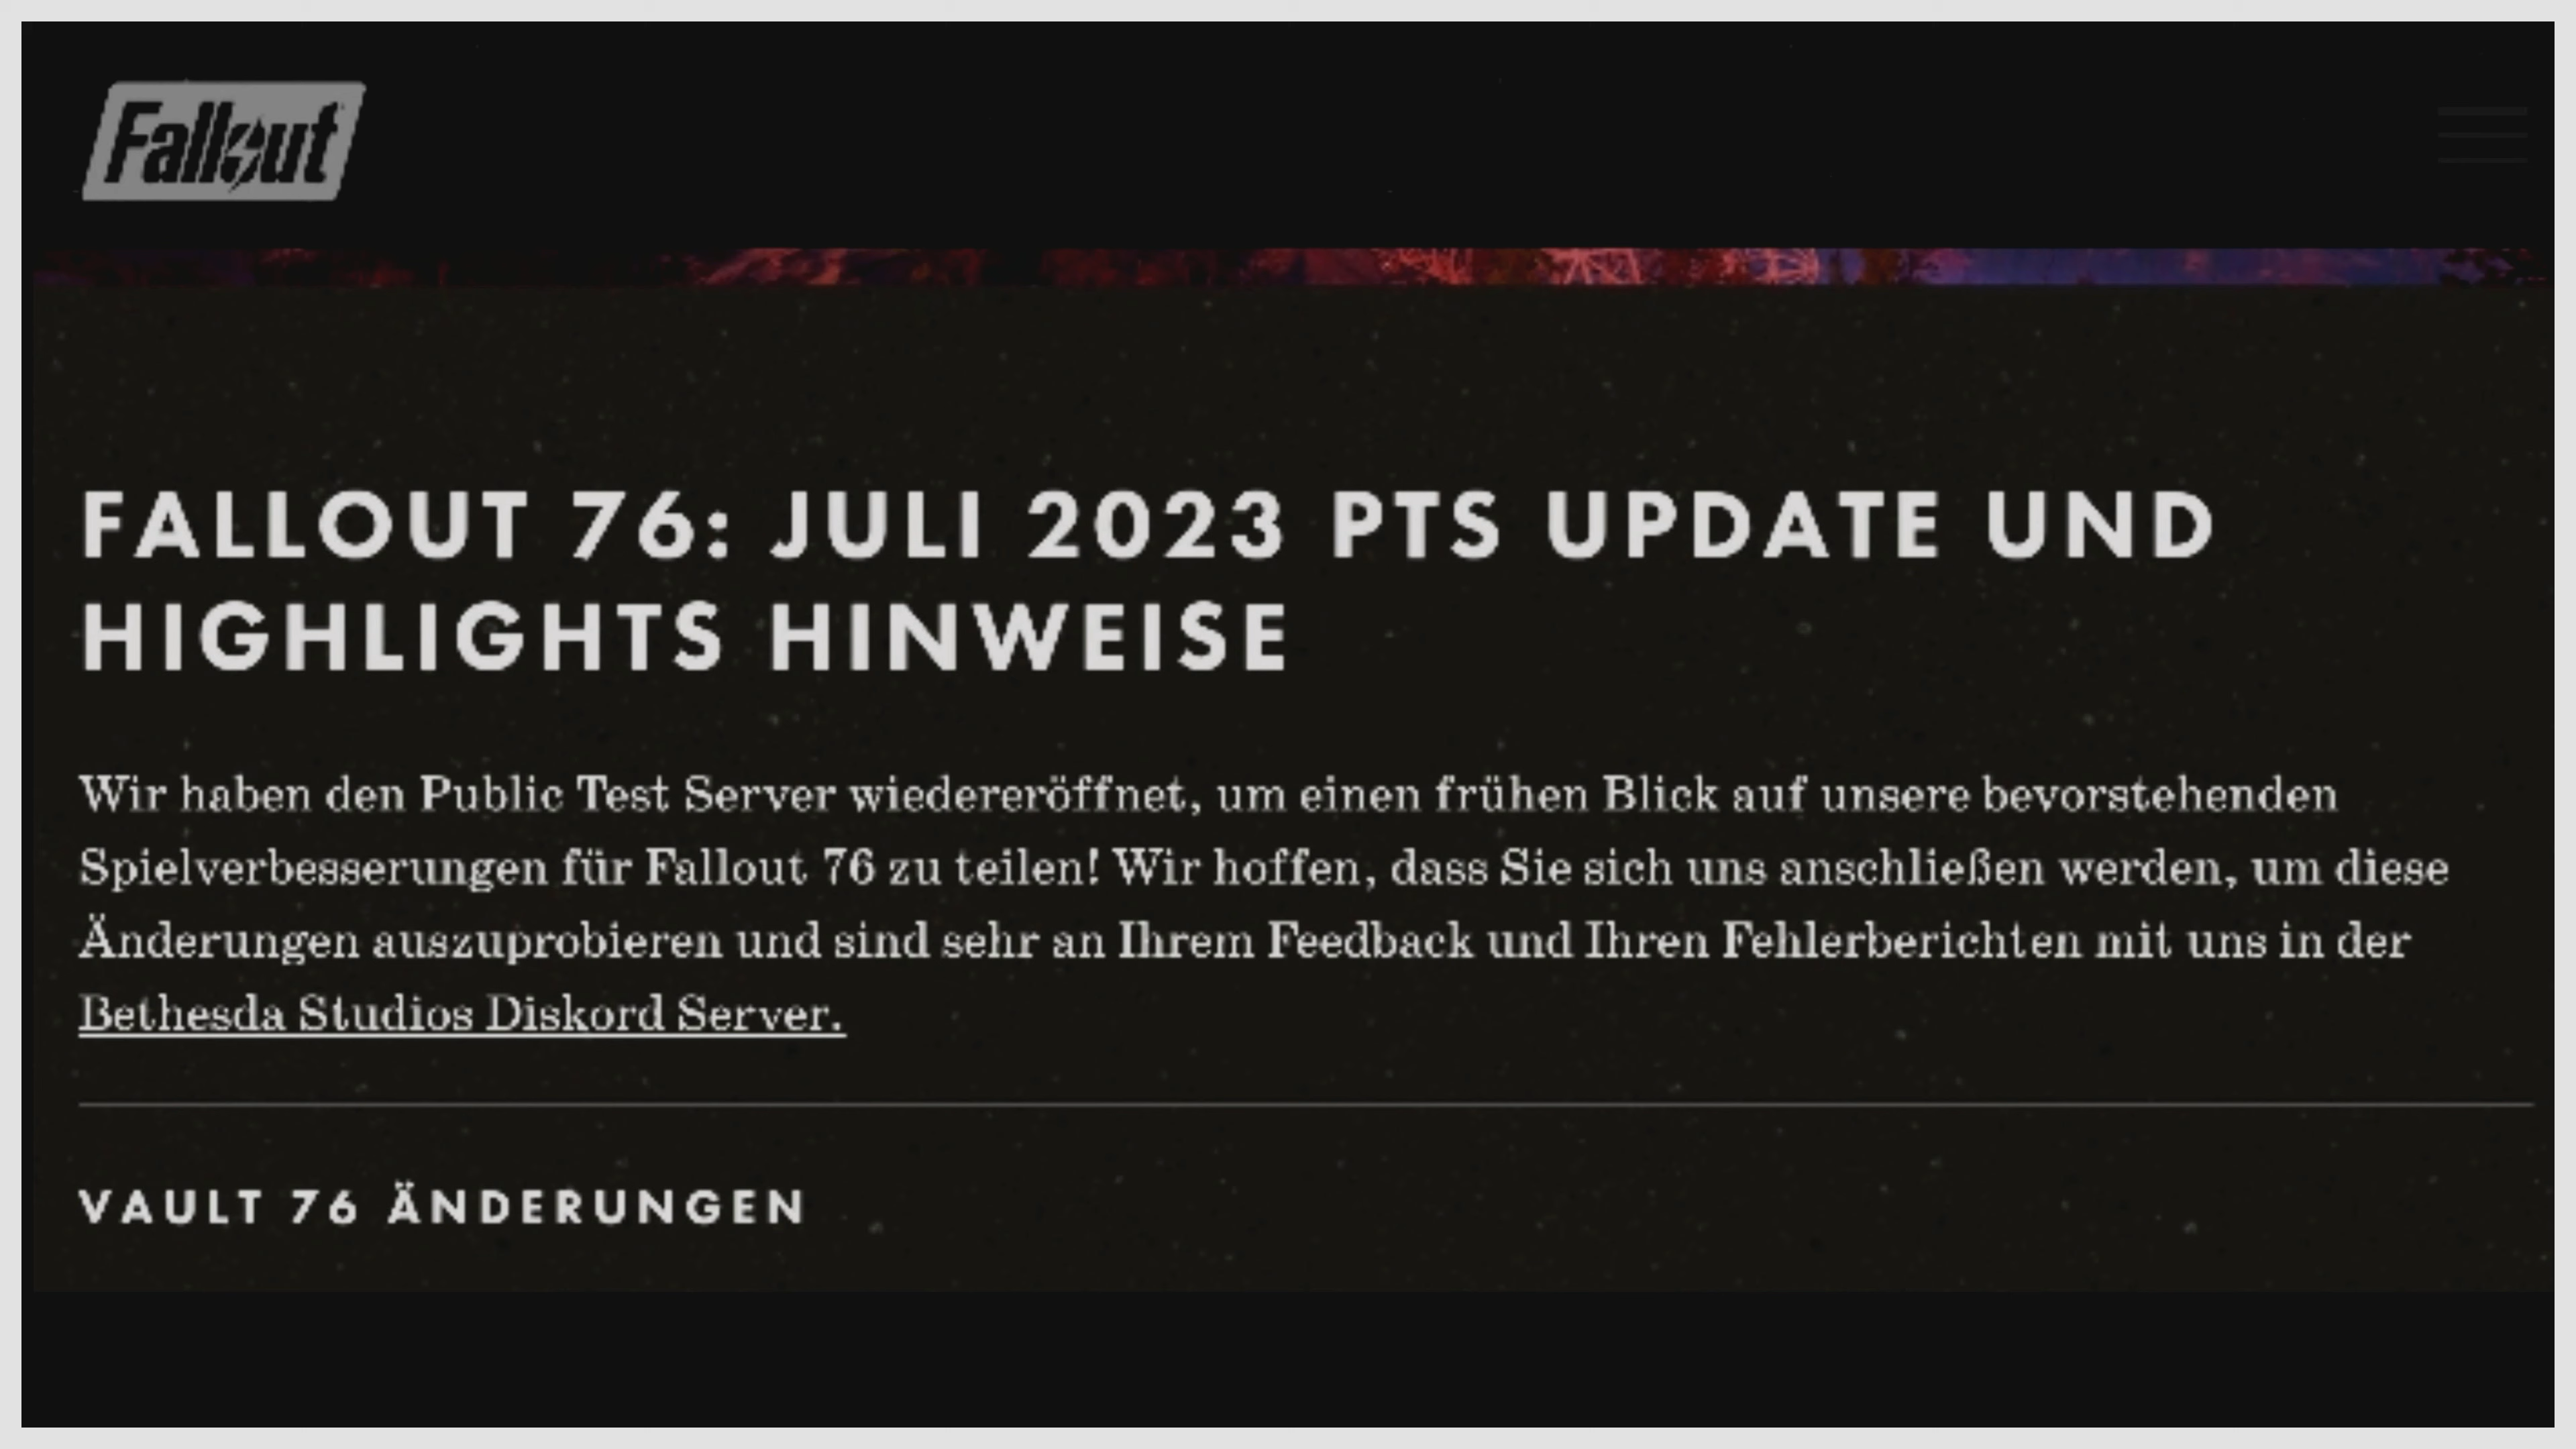 Fallout
FALLOUT 76: JULI 2023 PTS UPDATE UND
HIGHLIGHTS HINWEISE
Wir haben den Public Test Server wiedereröffnet, um einen frühen Blick auf unsere bevorstehenden
Spielverbesserungen für Fallout 76 zu teilen! Wir hoffen, dass Sie sich uns anschließen werden, um diese
Änderungen auszuprobieren und sind sehr an Ihrem Feedback und Ihren Fehlerberichten mit uns in der
Bethesda Studios Diskord Server.
VAULT 76 ÄNDERUNGEN